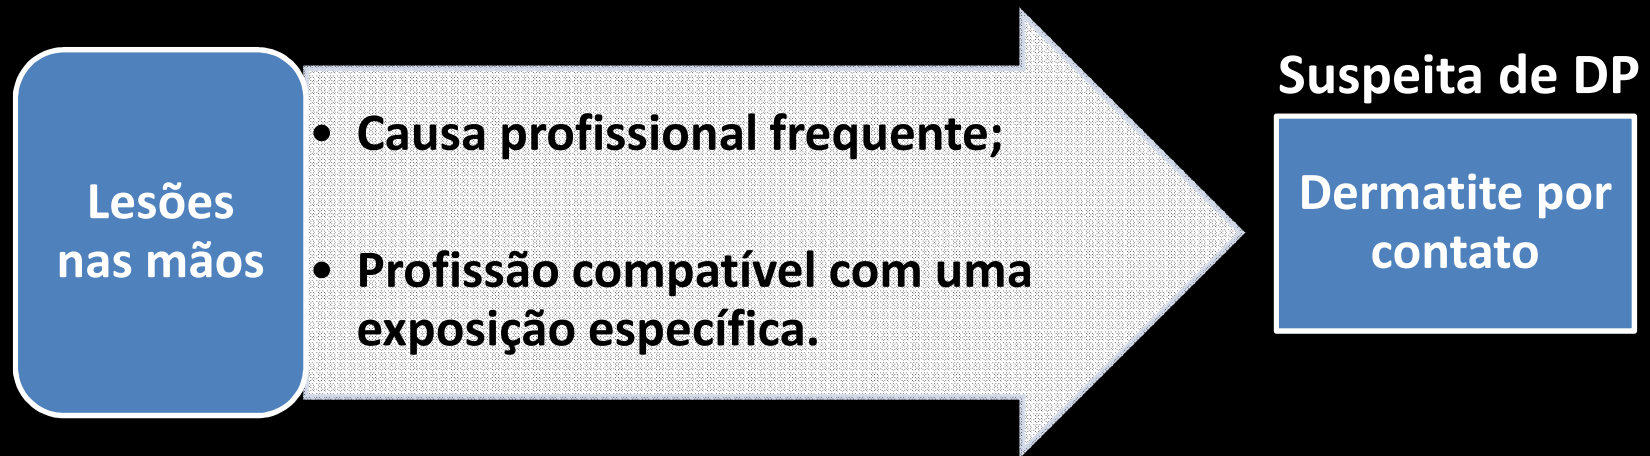 Lesões
nas mãos
• Causa profissional frequente;
• Profissão compatível com uma
exposição específica.
Suspeita de DP
Dermatite por
contato